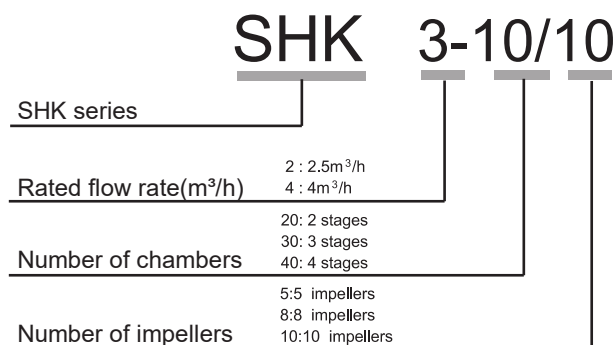 SHK 3-10/10
SHK series
2 : 2.5m³/h
Rated flow rate(m³/h)
4 : 4m³/h
20: 2 stages
30: 3 stages
Number of chambers
40: 4 stages
5:5 impellers
8:8 impellers
Number of impellers
10:10 impellers